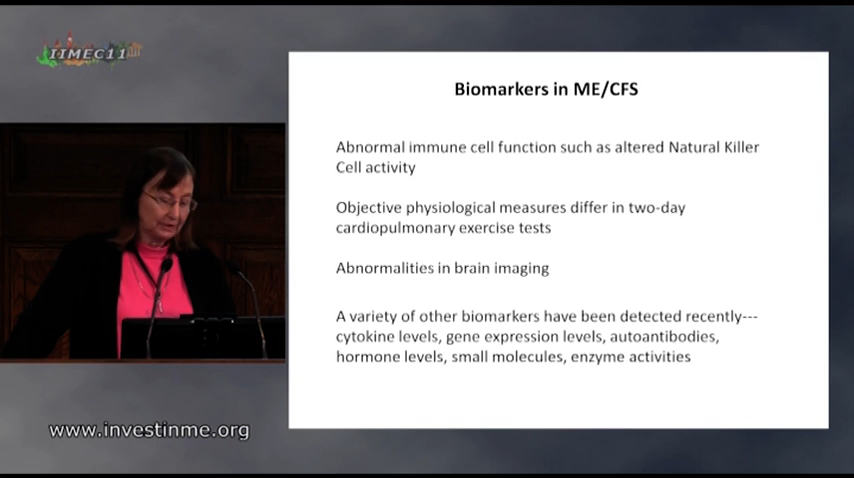 IIMEC11
Biomarkers in ME/CFS
Abnormal immune cell function such as altered Natural Killer
Cell activity
Objective physiological measures differ in two-day
cardiopulmonary exercise tests
Abnormalities in brain imaging
A variety of other biomarkers have been detected recently---
cytokine levels, gene expression levels, autoantibodies,
hormone levels, small molecules, enzyme activities
www.investinme.org